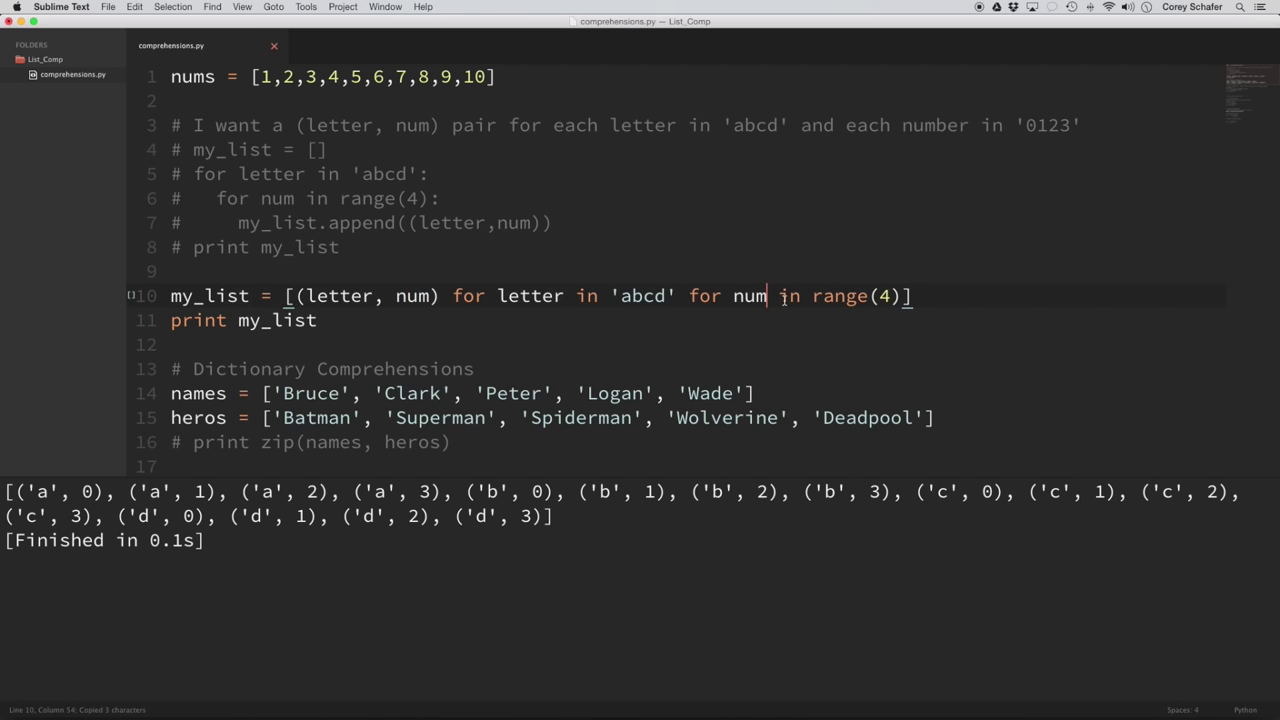 Sublime Text File Edit Selection Find View Goto Tools Project Window Help Corey Schafer
comprehensions.py — List_Comp
FOLDERS
List_Comp
comprehensions.py
comprehensions.py
1 nums = [1,2,3,4,5,6,7,8,9,10]
2
3 # I want a (letter, num) pair for each letter in 'abcd' and each number in '0123'
4 # my_list = []
5 # for letter in 'abcd':
6 #   for num in range(4):
7 #     my_list.append((letter,num))
8 # print my_list
9
10 my_list = [(letter, num) for letter in 'abcd' for num in range(4)]
11 print my_list
12
13 # Dictionary Comprehensions
14 names = ['Bruce', 'Clark', 'Peter', 'Logan', 'Wade']
15 heros = ['Batman', 'Superman', 'Spiderman', 'Wolverine', 'Deadpool']
16 # print zip(names, heros)
17
[('a', 0), ('a', 1), ('a', 2), ('a', 3), ('b', 0), ('b', 1), ('b', 2), ('b', 3), ('c', 0), ('c', 1), ('c', 2),
('c', 3), ('d', 0), ('d', 1), ('d', 2), ('d', 3)]
[Finished in 0.1s]
Line 10, Column 54; Copied 3 characters Spaces: 4 Python